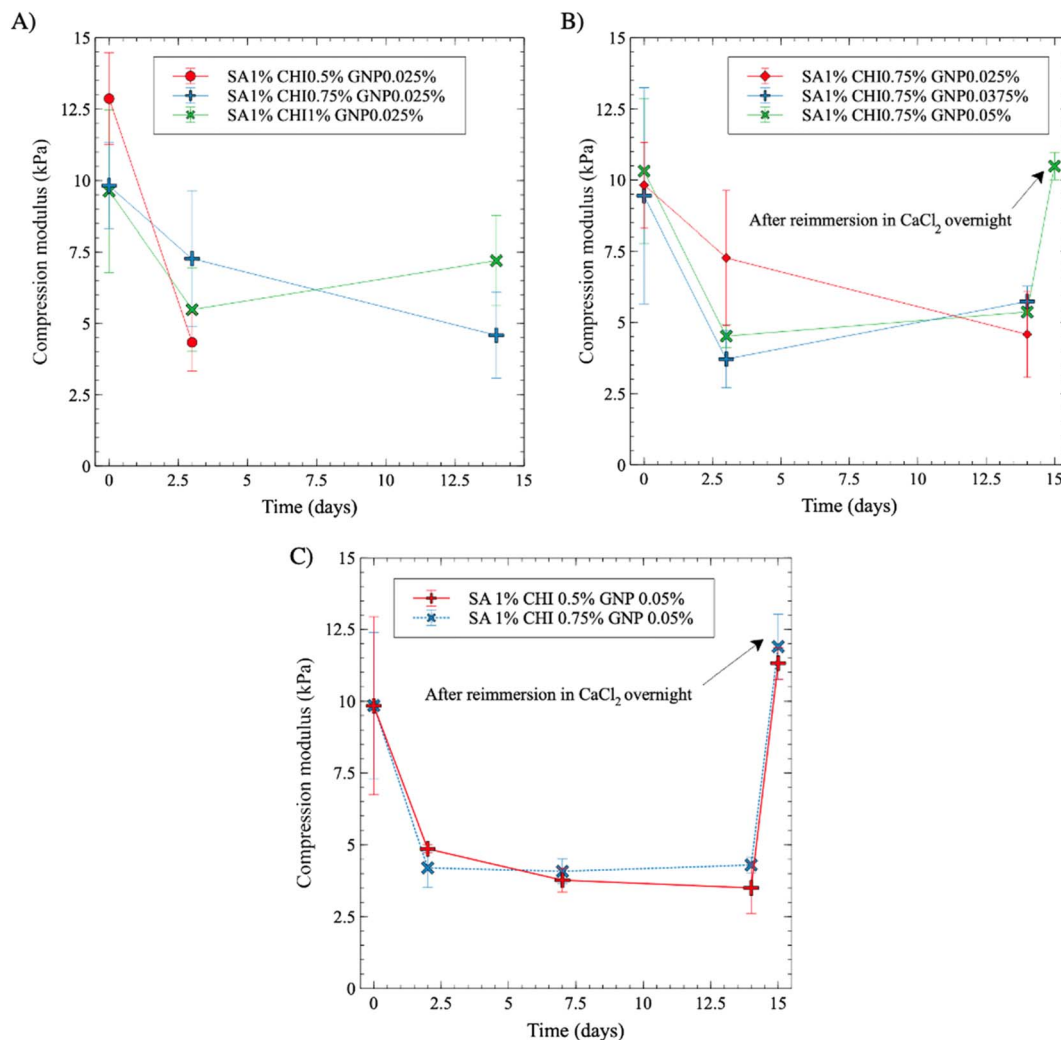 A)
15
12.5
10
7.5
5
2.5
0
Compression modulus (kPa)
SA1% CHI0.5% GNP0.025%
SA1% CHI0.75% GNP0.025%
SA1% CHI1% GNP0.025%
0 2.5 5 7.5 10 12.5 15
Time (days)
B)
15
12.5
10
7.5
5
2.5
0
Compression modulus (kPa)
SA1% CHI0.75% GNP0.025%
SA1% CHI0.75% GNP0.0375%
SA1% CHI0.75% GNP0.05%
After reimmersion in CaCl₂ overnight
0 2.5 5 7.5 10 12.5 15
Time (days)
C)
15
12.5
10
7.5
5
2.5
0
Compression modulus (kPa)
SA 1% CHI 0.5% GNP 0.05%
SA 1% CHI 0.75% GNP 0.05%
After reimmersion in CaCl₂ overnight
0 2.5 5 7.5 10 12.5 15
Time (days)